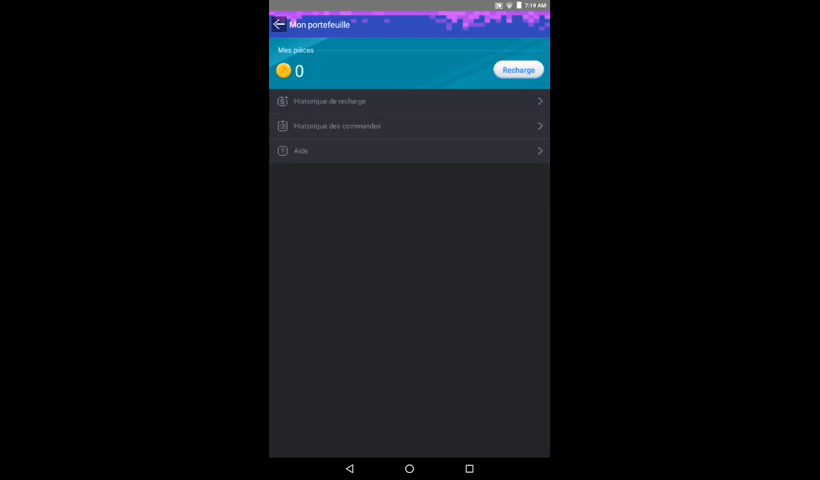 7:19 AM
Mon portefeuille
Mes pièces
0
Recharge
Historique de recharge
Historique des commandes
Aide